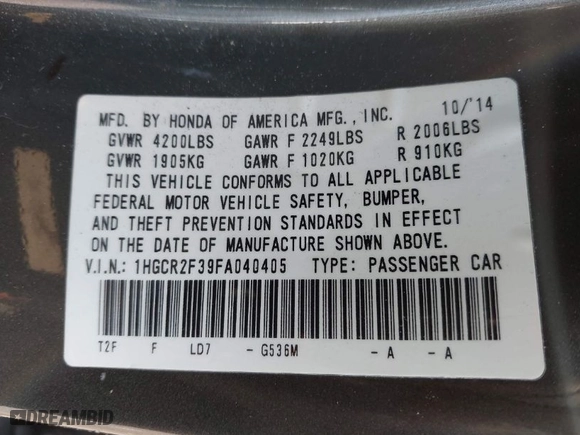 MFD. BY HONDA OF AMERICA MFG., INC. 10/'14
GVWR 4200LBS GAWR F 2249LBS R 2006LBS
GVWR 1905KG GAWR F 1020KG R 910KG
THIS VEHICLE CONFORMS TO ALL APPLICABLE
FEDERAL MOTOR VEHICLE SAFETY, BUMPER,
AND THEFT PREVENTION STANDARDS IN EFFECT
ON THE DATE OF MANUFACTURE SHOWN ABOVE.
V.I.N.: 1HGCR2F39FA040405 TYPE: PASSENGER CAR
T2F F LD7 - G536M - A - A
DREAMBID